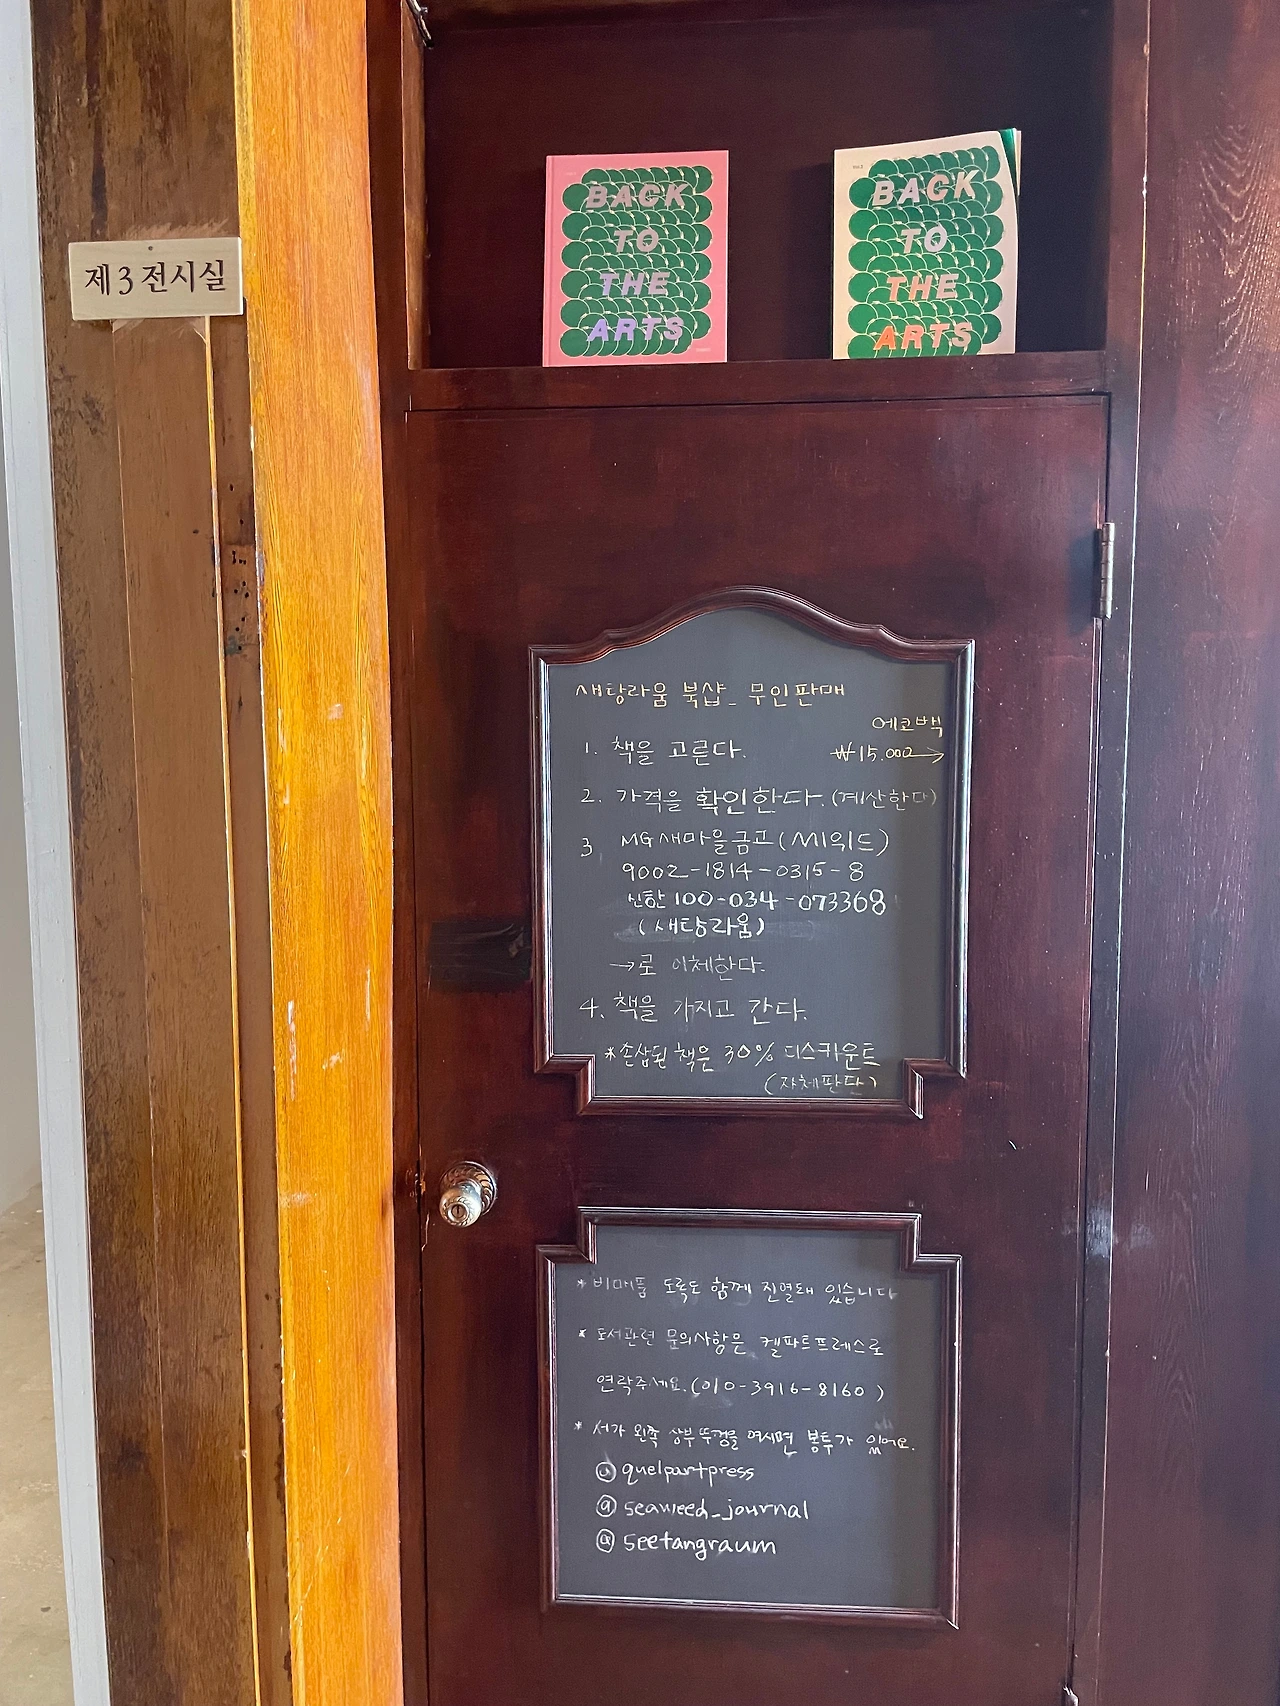 제3전시실
BACK
TO
THE
ARTS
BACK
TO
THE
ARTS
새탕라움 북샵_ 무인판매
에코백
₩15.000→
1. 책을 고른다.
2. 가격을 확인한다.(계산한다)
3 MG새마을금고(씨위드)
9002-1814-0315-8
신한 100-034-073368
(새탕라움)
→로 이체한다.
4. 책을 가지고 간다.
*손상된 책은 30% 디스카운트
(자체판단)
* 비매품 도록도 함께 진열돼 있습니다
* 도서관련 문의사항은 켈파트프레스로
연락주세요.(010-3916-8160)
* 서가 왼쪽 상부 뚜껑을 여시면 봉투가 있어요.
@quelpartpress
@seaweed_journal
@seetangraum